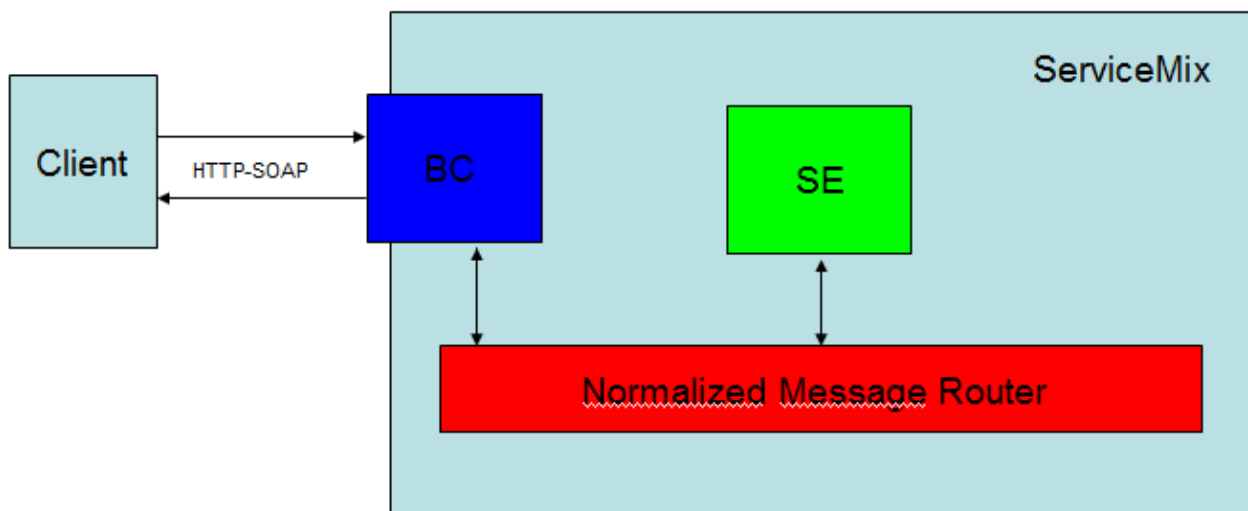 ServiceMix
Client
HTTP-SOAP
BC
SE
Normalized Message Router